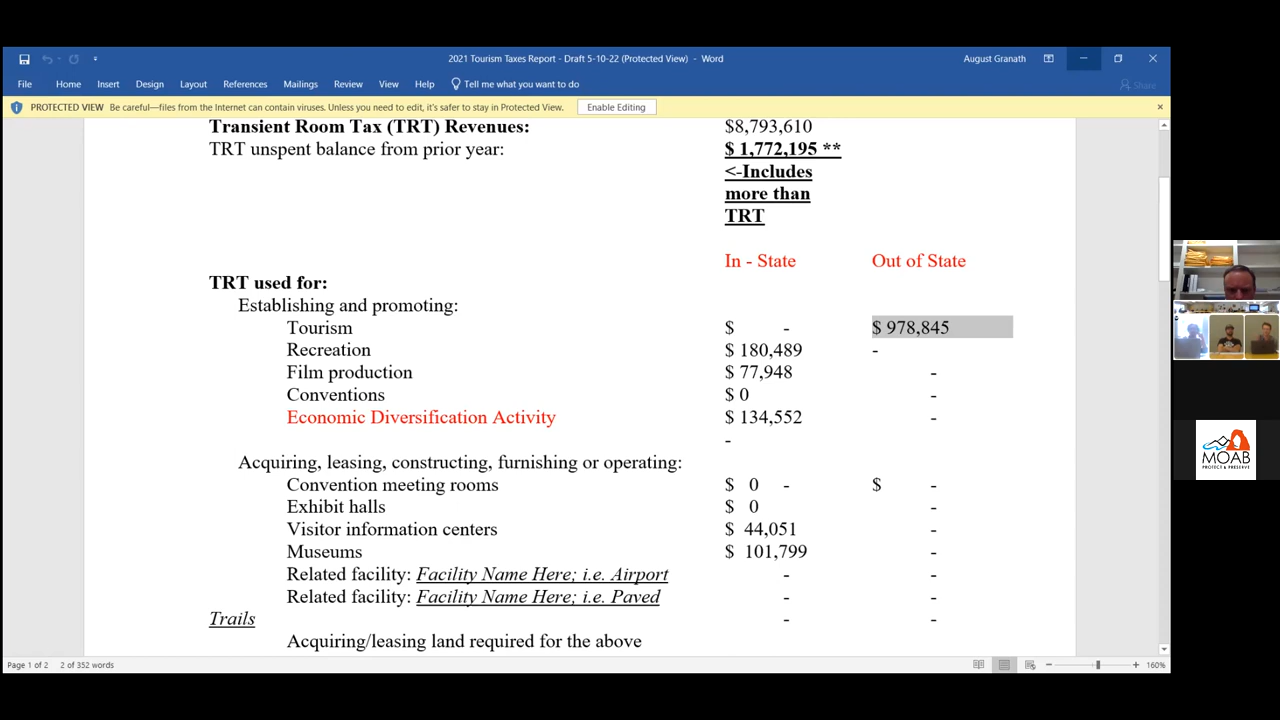 2021 Tourism Taxes Report - Draft 5-10-22 (Protected View) - Word
August Granath
File Home Insert Design Layout References Mailings Review View Help Tell me what you want to do Share
PROTECTED VIEW Be careful—files from the Internet can contain viruses. Unless you need to edit, it's safer to stay in Protected View. Enable Editing
Transient Room Tax (TRT) Revenues: $8,793,610
TRT unspent balance from prior year: $ 1,772,195 **
<-Includes
more than
TRT
In - State Out of State
TRT used for:
Establishing and promoting:
Tourism $ - $ 978,845
Recreation $ 180,489 -
Film production $ 77,948 -
Conventions $ 0 -
Economic Diversification Activity $ 134,552 -
-
Acquiring, leasing, constructing, furnishing or operating:
Convention meeting rooms $ 0 - $ -
Exhibit halls $ 0 -
Visitor information centers $ 44,051 -
Museums $ 101,799 -
Related facility: Facility Name Here; i.e. Airport - -
Related facility: Facility Name Here; i.e. Paved - -
Trails - -
Acquiring/leasing land required for the above
MOAB
PROTECT & PRESERVE
Page 1 of 2 2 of 352 words 160%